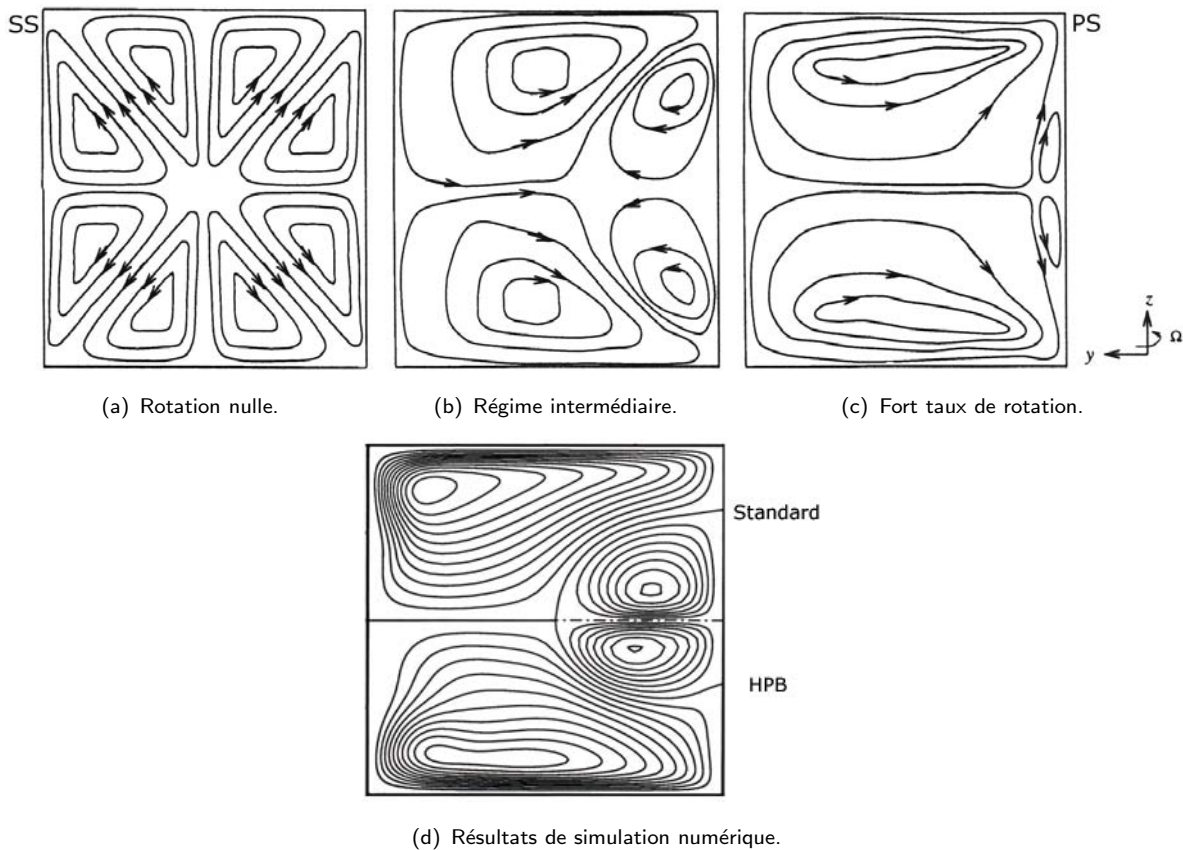 SS
PS
z
y
Ω
(a) Rotation nulle.
(b) Régime intermédiaire.
(c) Fort taux de rotation.
Standard
HPB
(d) Résultats de simulation numérique.